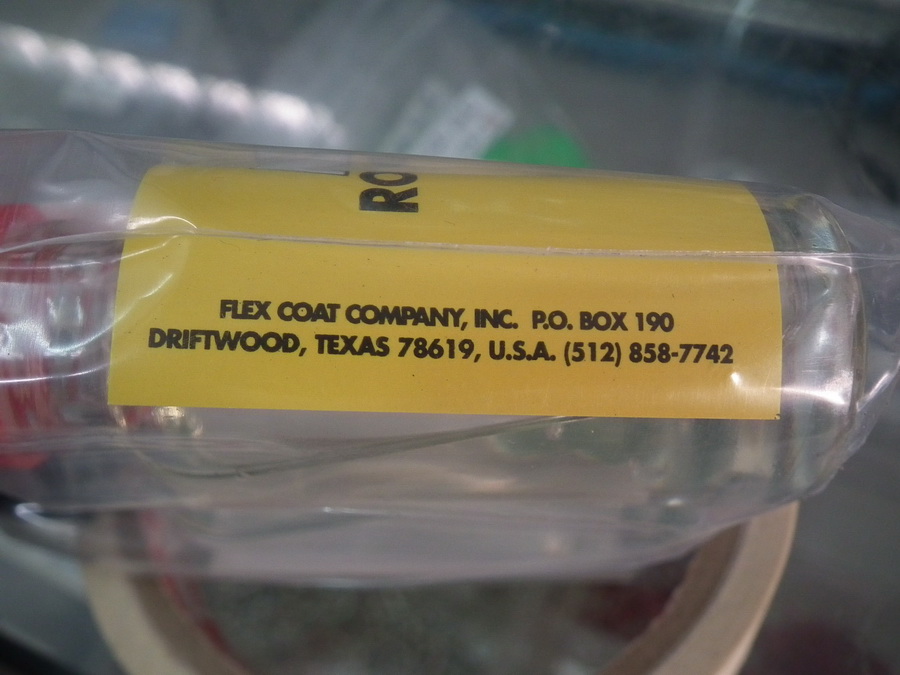 RO
FLEX COAT COMPANY, INC. P.O. BOX 190
DRIFTWOOD, TEXAS 78619, U.S.A. (512) 858-7742